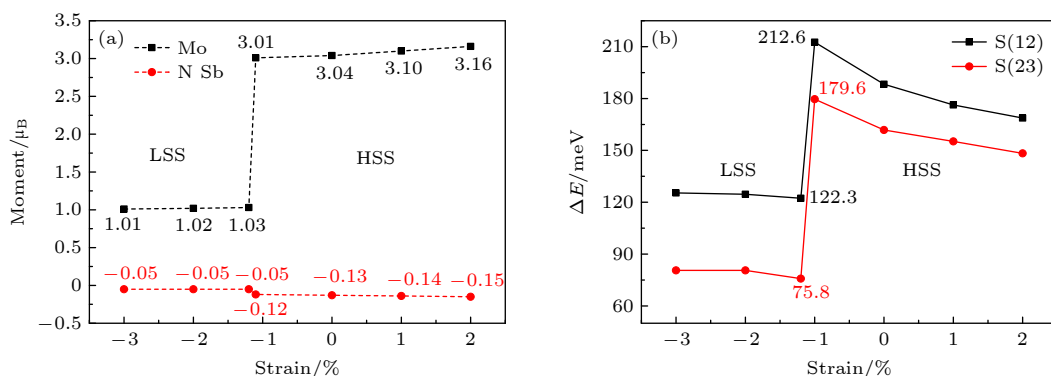 (a)
Mo
N Sb
3.01
3.04
3.10
3.16
LSS
HSS
1.01
1.02
1.03
−0.05
−0.05
−0.05
−0.12
−0.13
−0.14
−0.15
3.5
3.0
2.5
2.0
1.5
1.0
0.5
0
−0.5
Moment/μB
−3 −2 −1 0 1 2
Strain/%
(b)
S(12)
S(23)
212.6
179.6
LSS
HSS
122.3
75.8
210
180
150
120
90
60
ΔE/meV
−3 −2 −1 0 1 2
Strain/%